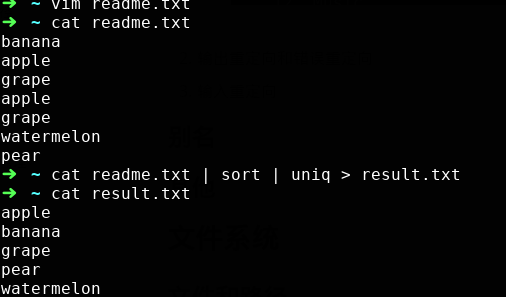 ➜ ~ vim readme.txt
➜ ~ cat readme.txt
banana
apple
grape
apple
grape
watermelon
pear
➜ ~ cat readme.txt | sort | uniq > result.txt
➜ ~ cat result.txt
apple
banana
grape
pear
watermelon